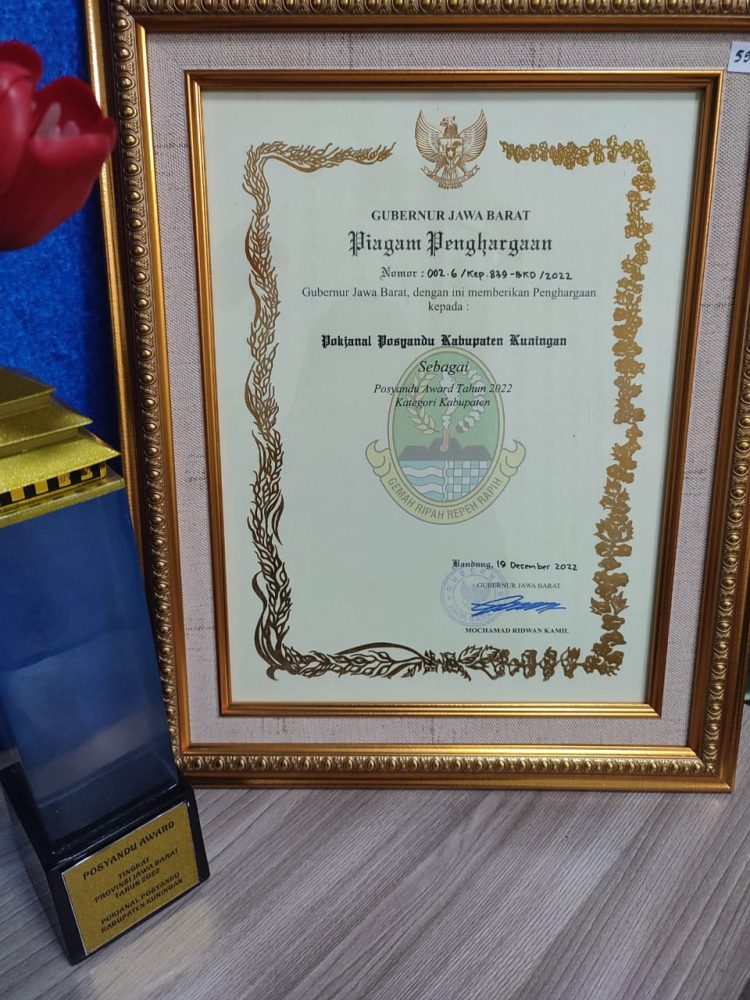 GUBERNUR JAWA BARAT
Piagam Penghargaan
Nomor : 002.6/Kep.839-BKD/2022
Gubernur Jawa Barat, dengan ini memberikan Penghargaan
kepada :
Pokjanal Posyandu Kabupaten Kuningan
Sebagai
Posyandu Award Tahun 2022
Kategori Kabupaten
GEMAH RIPAH REPEH RAPIH
Bandung, 19 Desember 2022
GUBERNUR JAWA BARAT
MOCHAMAD RIDWAN KAMIL
POSYANDU AWARD
TINGKAT
PROVINSI JAWA BARAT
TAHUN 2022
POKJANAL POSYANDU
KABUPATEN KUNINGAN